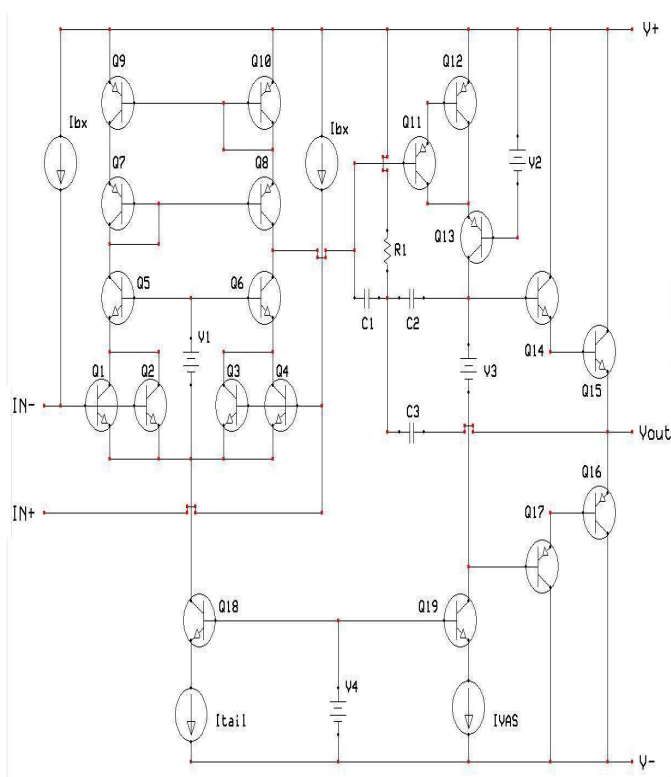 V+
Q9
Q10
Q12
Ibx
Ibx
Q11
V2
Q7
Q8
Q13
R1
Q5
Q6
C1
C2
V1
Q14
Q1
Q2
Q3
Q4
V3
Q15
IN-
C3
Vout
Q16
IN+
Q17
Q18
Q19
V4
Itail
IVAS
V-